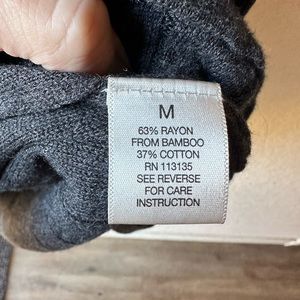 M
63% RAYON
FROM BAMBOO
37% COTTON
RN 113135
SEE REVERSE
FOR CARE
INSTRUCTION